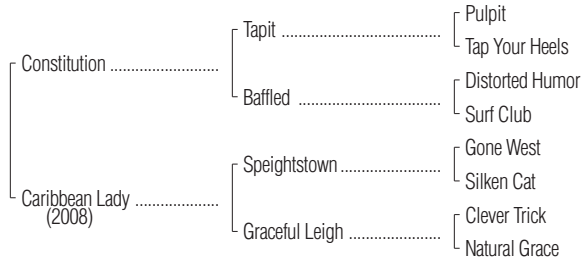 Pulpit
Tapit ........................................
Tap Your Heels
Constitution ...........................
Distorted Humor
Baffled ...................................
Surf Club
Gone West
Speightstown .........................
Silken Cat
Caribbean Lady .....................
(2008)
Clever Trick
Graceful Leigh .......................
Natural Grace